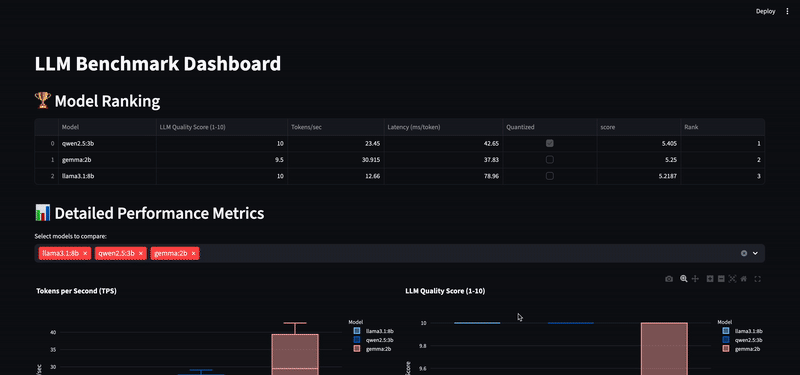 Deploy
LLM Benchmark Dashboard
🏆 Model Ranking
Model LLM Quality Score (1-10) Tokens/sec Latency (ms/token) Quantized score Rank
0 qwen2.5:3b 10 23.45 42.65 5.405 1
1 gemma:2b 9.5 30.915 37.83 5.25 2
2 llama3.1:8b 10 12.66 78.96 5.2187 3
📊 Detailed Performance Metrics
Select models to compare:
llama3.1:8b × qwen2.5:3b × gemma:2b ×
Tokens per Second (TPS)
Model
llama3.1:8b
qwen2.5:3b
gemma:2b
40
35
30
LLM Quality Score (1-10)
Model
llama3.1:8b
qwen2.5:3b
gemma:2b
10
9.8
9.6